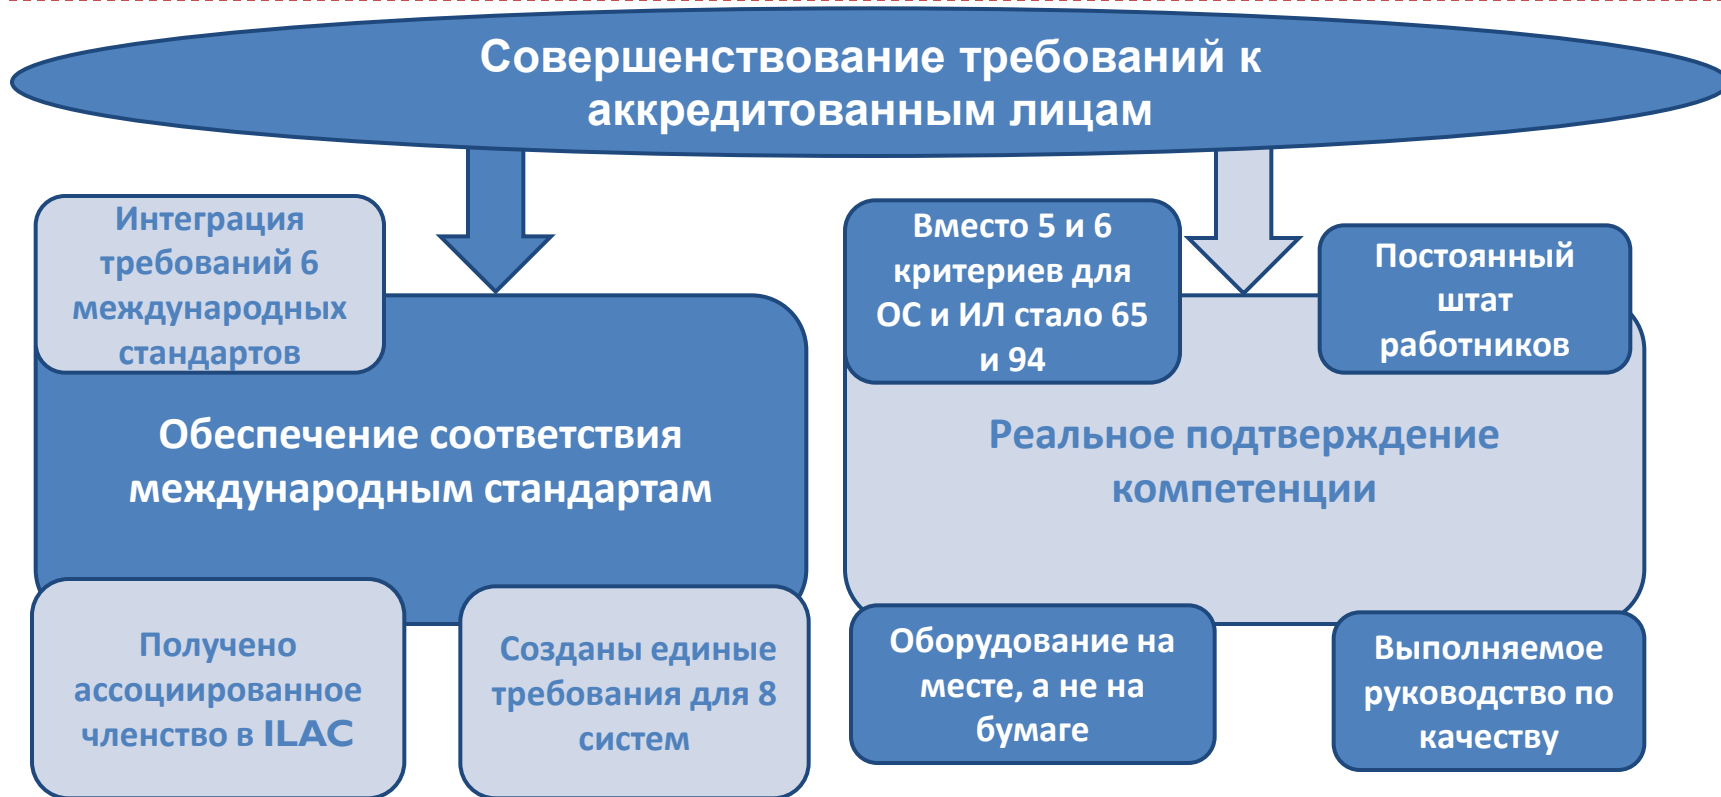 Совершенствование требований к
аккредитованным лицам
Интеграция
требований 6
международных
стандартов
Обеспечение соответствия
международным стандартам
Получено
ассоциированное
членство в ILAC
Созданы единые
требования для 8
систем
Вместо 5 и 6
критериев для
ОС и ИЛ стало 65
и 94
Постоянный
штат
работников
Реальное подтверждение
компетенции
Оборудование на
месте, а не на
бумаге
Выполняемое
руководство по
качеству